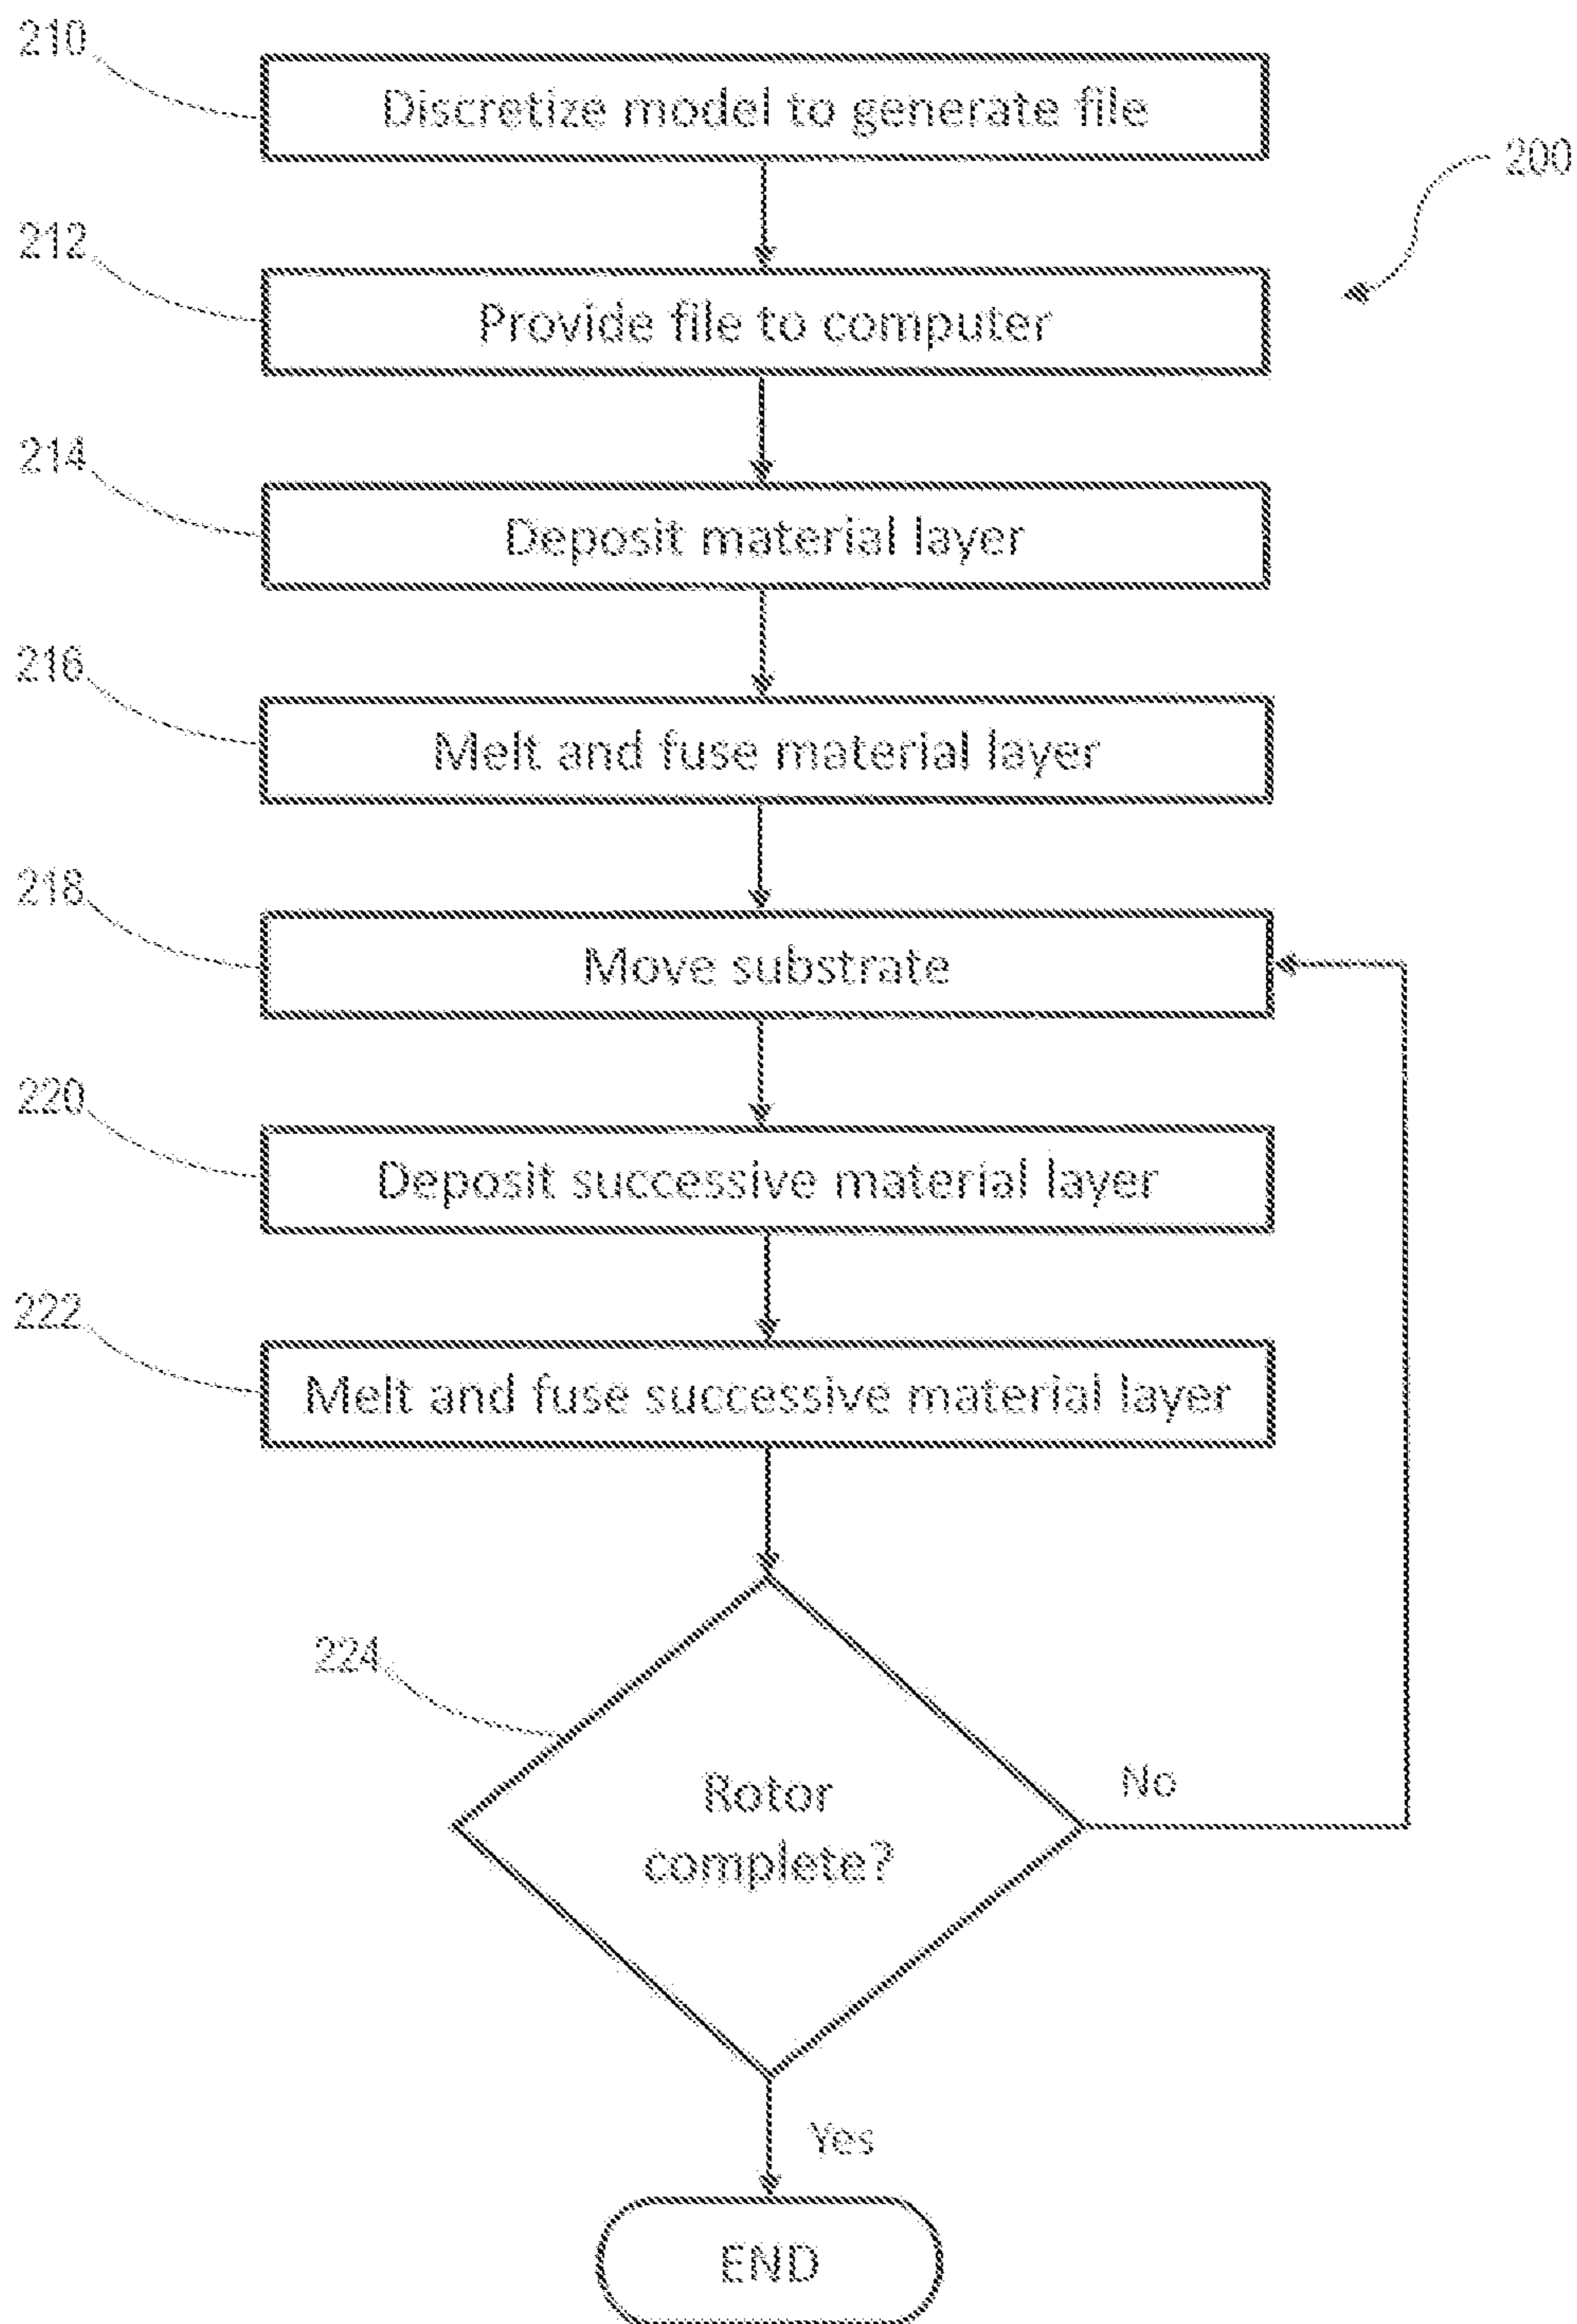 210
Discretize model to generate file
200
212
Provide file to computer
214
Deposit material layer
216
Melt and fuse material layer
218
Move substrate
220
Deposit successive material layer
222
Melt and fuse successive material layer
224
Rotor
complete?
No
Yes
END